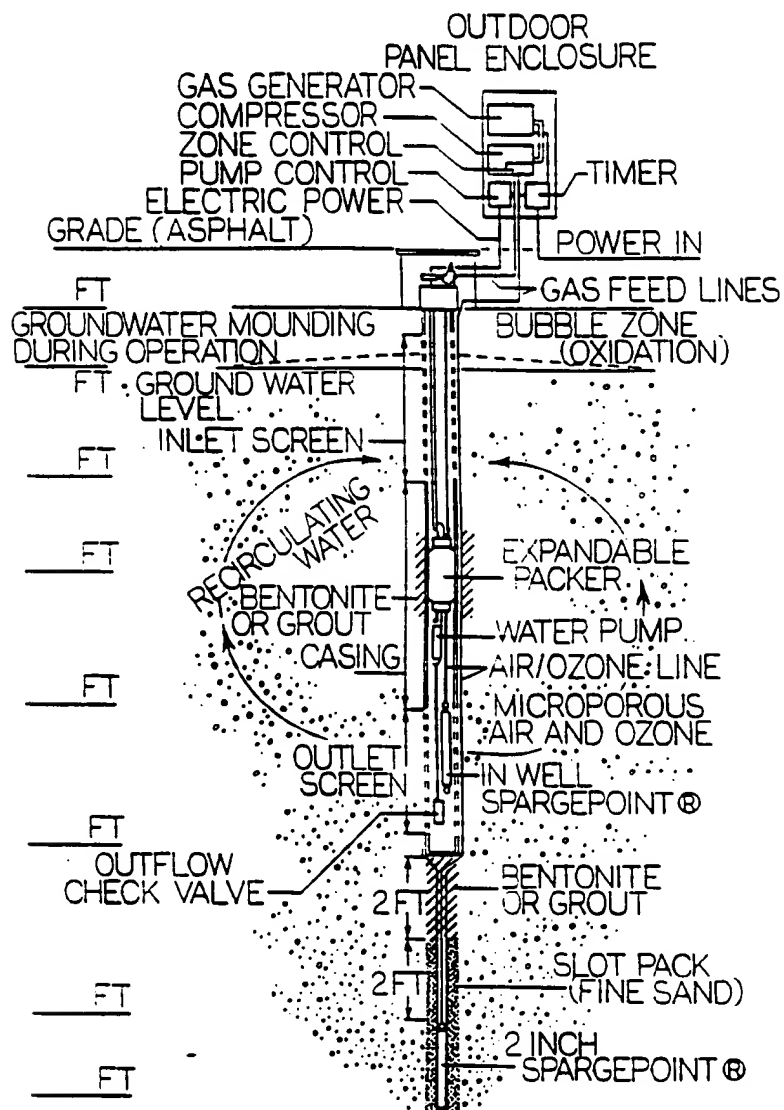 OUTDOOR
PANEL ENCLOSURE
GAS GENERATOR
COMPRESSOR
ZONE CONTROL
PUMP CONTROL
ELECTRIC POWER
TIMER
GRADE (ASPHALT)
POWER IN
FT
GAS FEED LINES
GROUNDWATER MOUNDING
DURING OPERATION
BUBBLE ZONE
(OXIDATION)
FT
GROUND WATER
LEVEL
INLET SCREEN
FT
RECIRCULATING
WATER
FT
EXPANDABLE
PACKER
BENTONITE
OR GROUT
CASING
WATER PUMP
AIR/OZONE LINE
FT
MICROPOROUS
AIR AND OZONE
OUTLET
SCREEN
IN WELL
SPARGEPOINT®
FT
OUTFLOW
CHECK VALVE
2 FT
BENTONITE
OR GROUT
2 FT
SLOT PACK
(FINE SAND)
FT
2 INCH
SPARGEPOINT®
FT